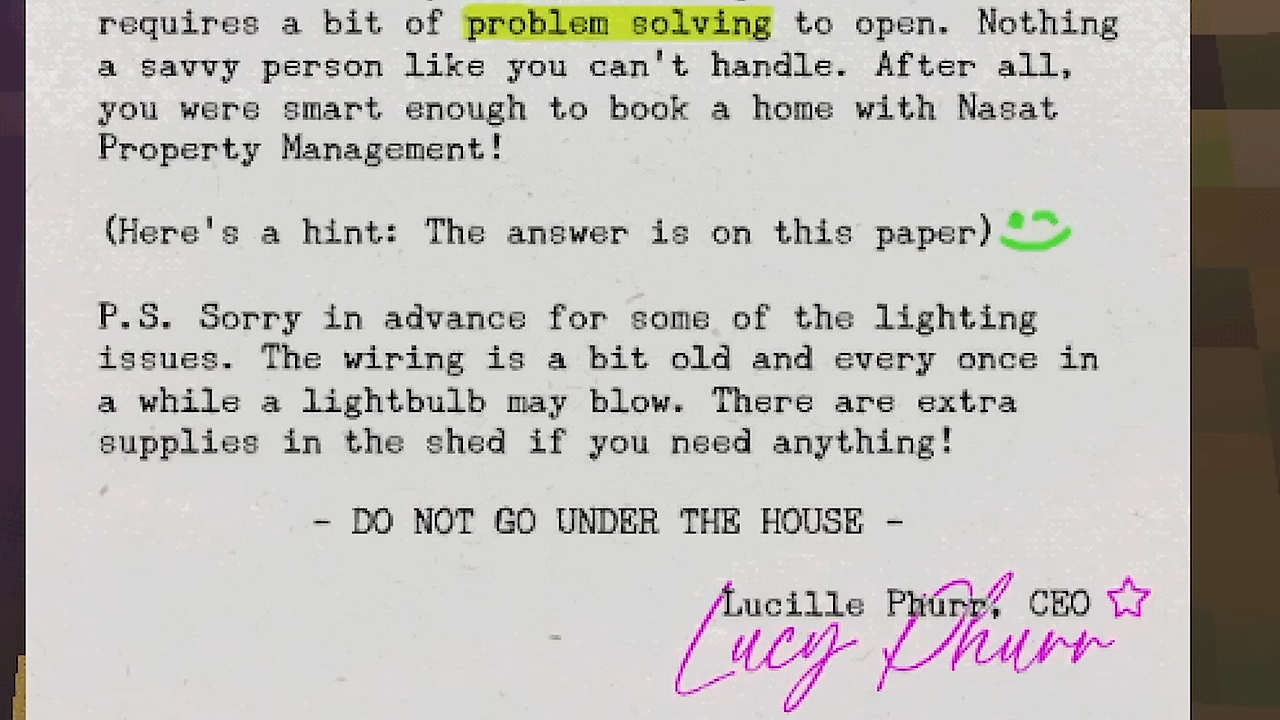 requires a bit of problem solving to open. Nothing
a savvy person like you can't handle. After all,
you were smart enough to book a home with Nasat
Property Management!
(Here's a hint: The answer is on this paper)
P.S. Sorry in advance for some of the lighting
issues. The wiring is a bit old and every once in
a while a lightbulb may blow. There are extra
supplies in the shed if you need anything!
- DO NOT GO UNDER THE HOUSE -
Lucille Phurr, CEO
Lucy Phurr